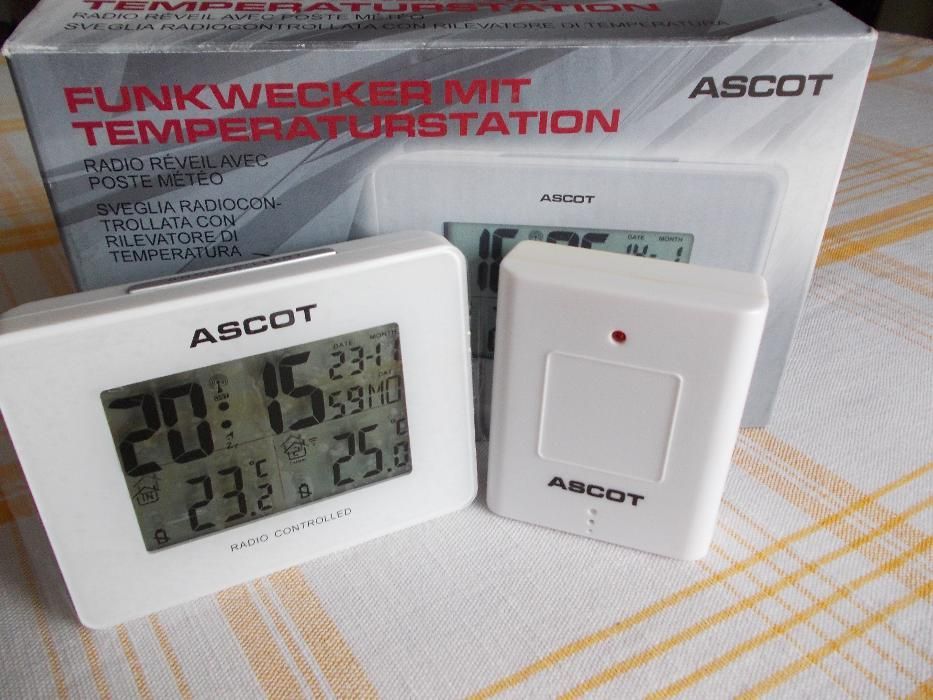 TEMPERATURSTATION
RADIO RÉVEIL AVEC POSTE MÉTÉO
SVEGLIA RADIOCONTROLLATA CON RILEVATORE DI TEMPERATURA
FUNKWECKER MIT
TEMPERATURSTATION
ASCOT
RADIO RÉVEIL AVEC
POSTE MÉTÉO
SVEGLIA RADIOCON-
TROLLATA CON
RILEVATORE DI
TEMPERATURA
ASCOT
DATE MONTH
ASCOT
DATE MONTH
20 15 23-11
DAY
59 MO
IN 23.2 °C
2 25.0 °C
RADIO CONTROLLED
ASCOT